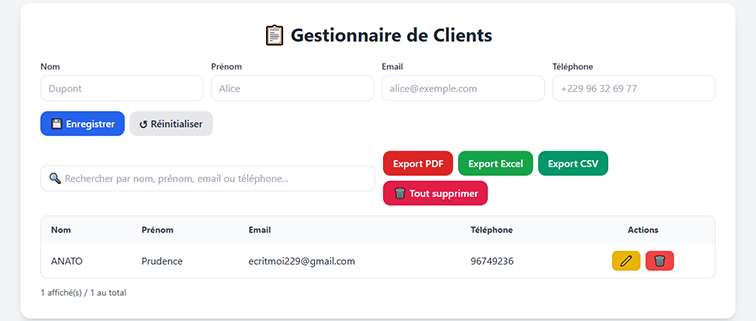 📋 Gestionnaire de Clients
Nom Prénom Email Téléphone
Dupont Alice alice@exemple.com +229 96 32 69 77
💾 Enregistrer ↺ Réinitialiser
Export PDF Export Excel Export CSV
🔍 Rechercher par nom, prénom, email ou téléphone...
🗑️ Tout supprimer
Nom Prénom Email Téléphone Actions
ANATO Prudence ecritmoi229@gmail.com 96749236
1 affiché(s) / 1 au total